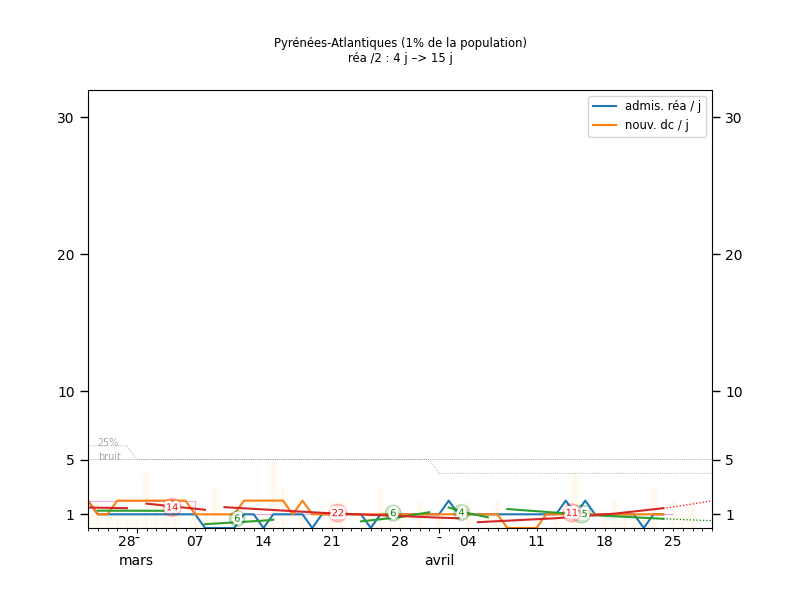 Pyrénées-Atlantiques (1% de la population)
réa /2 : 4 j –> 15 j
admis. réa / j
nouv. dc / j
30 30
20 20
10 10
25%
bruit
5 5
14 6 22 6 4 11 5
1 1
28 07 14 21 28 04 11 18 25
mars avril